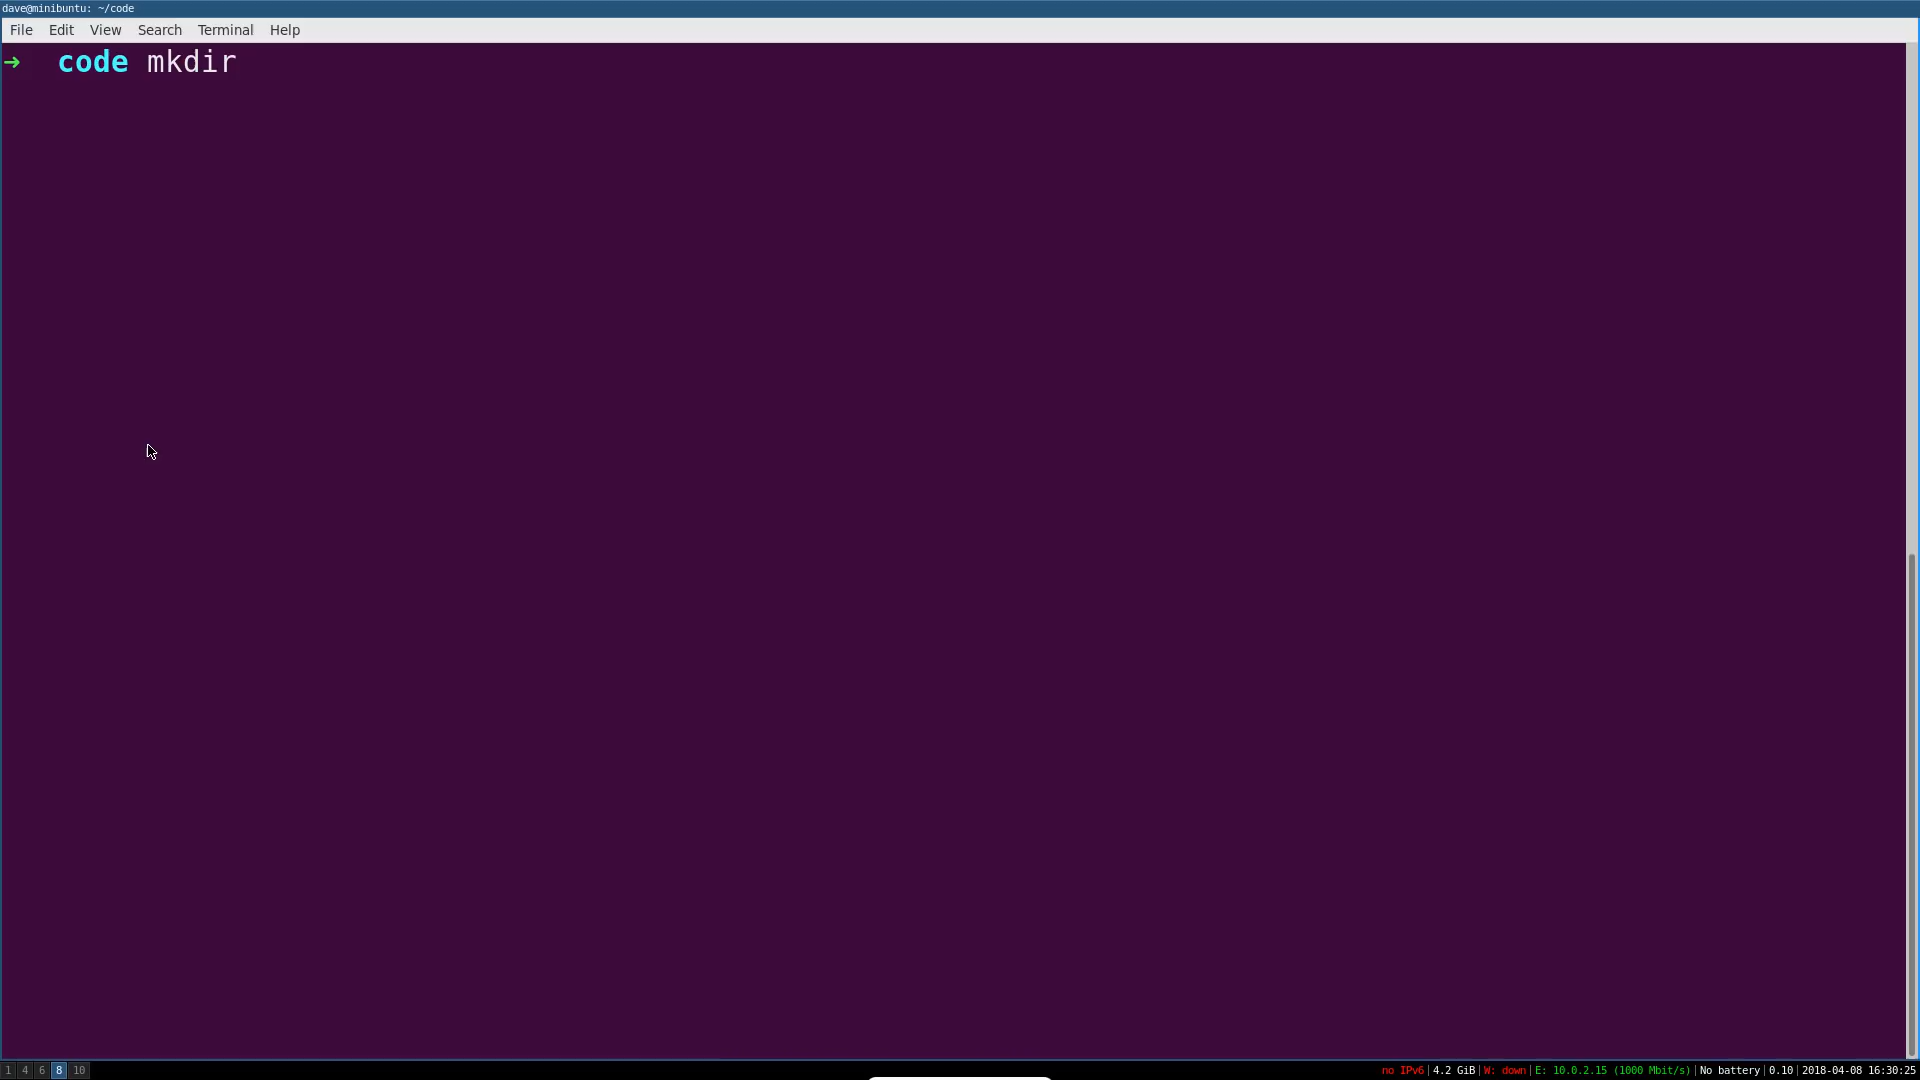 dave@minibuntu: ~/code
File Edit View Search Terminal Help
➜ code mkdir
1 4 6 8 10 no IPv6|4.2 GiB|W: down|E: 10.0.2.15 (1000 Mbit/s)|No battery|0.10|2018-04-08 16:30:25